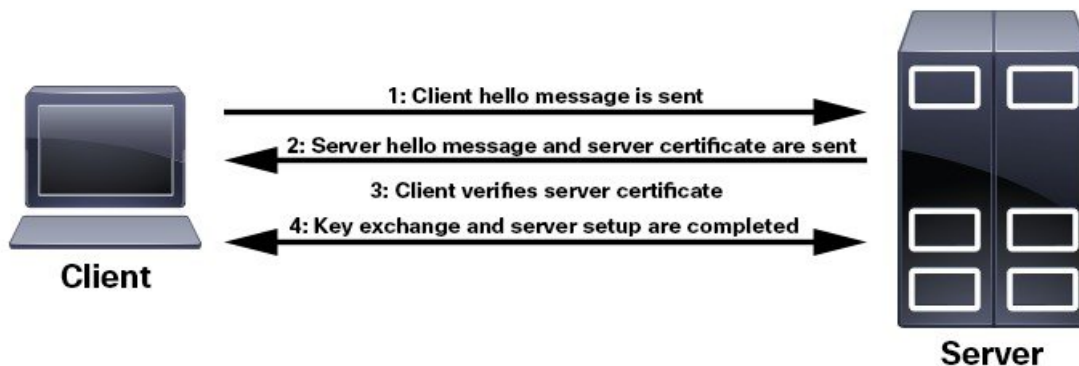 1: Client hello message is sent
2: Server hello message and server certificate are sent
3: Client verifies server certificate
4: Key exchange and server setup are completed
Client
Server